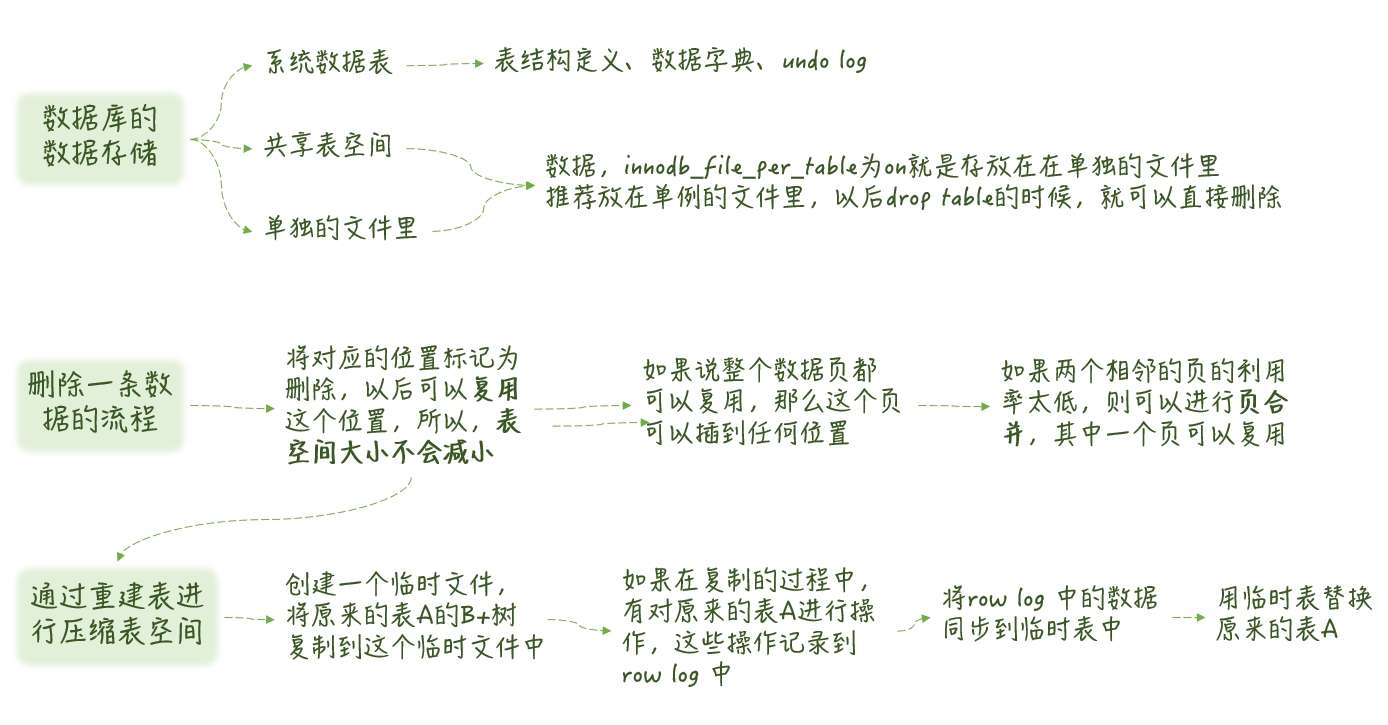 数据库的
数据存储
系统数据表
表结构定义、数据字典、undo log
共享表空间
单独的文件里
数据，innodb_file_per_table为on就是存放在在单独的文件里
推荐放在单例的文件里，以后drop table的时候，就可以直接删除
删除一条数
据的流程
将对应的位置标记为
删除，以后可以复用
这个位置，所以，表
空间大小不会减小
如果说整个数据页都
可以复用，那么这个页
可以插到任何位置
如果两个相邻的页的利用
率太低，则可以进行页合
并，其中一个页可以复用
通过重建表进
行压缩表空间
创建一个临时文件，
将原来的表A的B+树
复制到这个临时文件中
如果在复制的过程中，
有对原来的表A进行操
作，这些操作记录到
row log 中
将row log 中的数据
同步到临时表中
用临时表替换
原来的表A